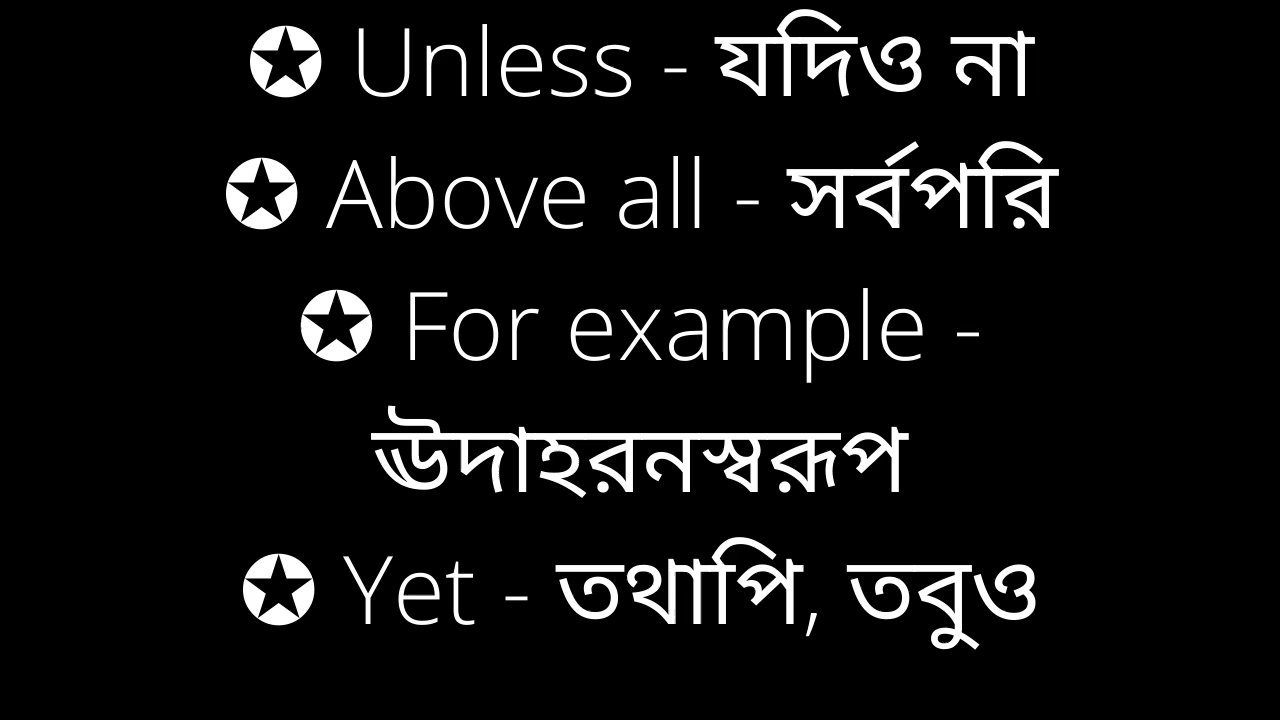 ✪ Unless - যদিও না
✪ Above all - সর্বপরি
✪ For example -
ঊদাহরনস্বরূপ
✪ Yet - তথাপি, তবুও